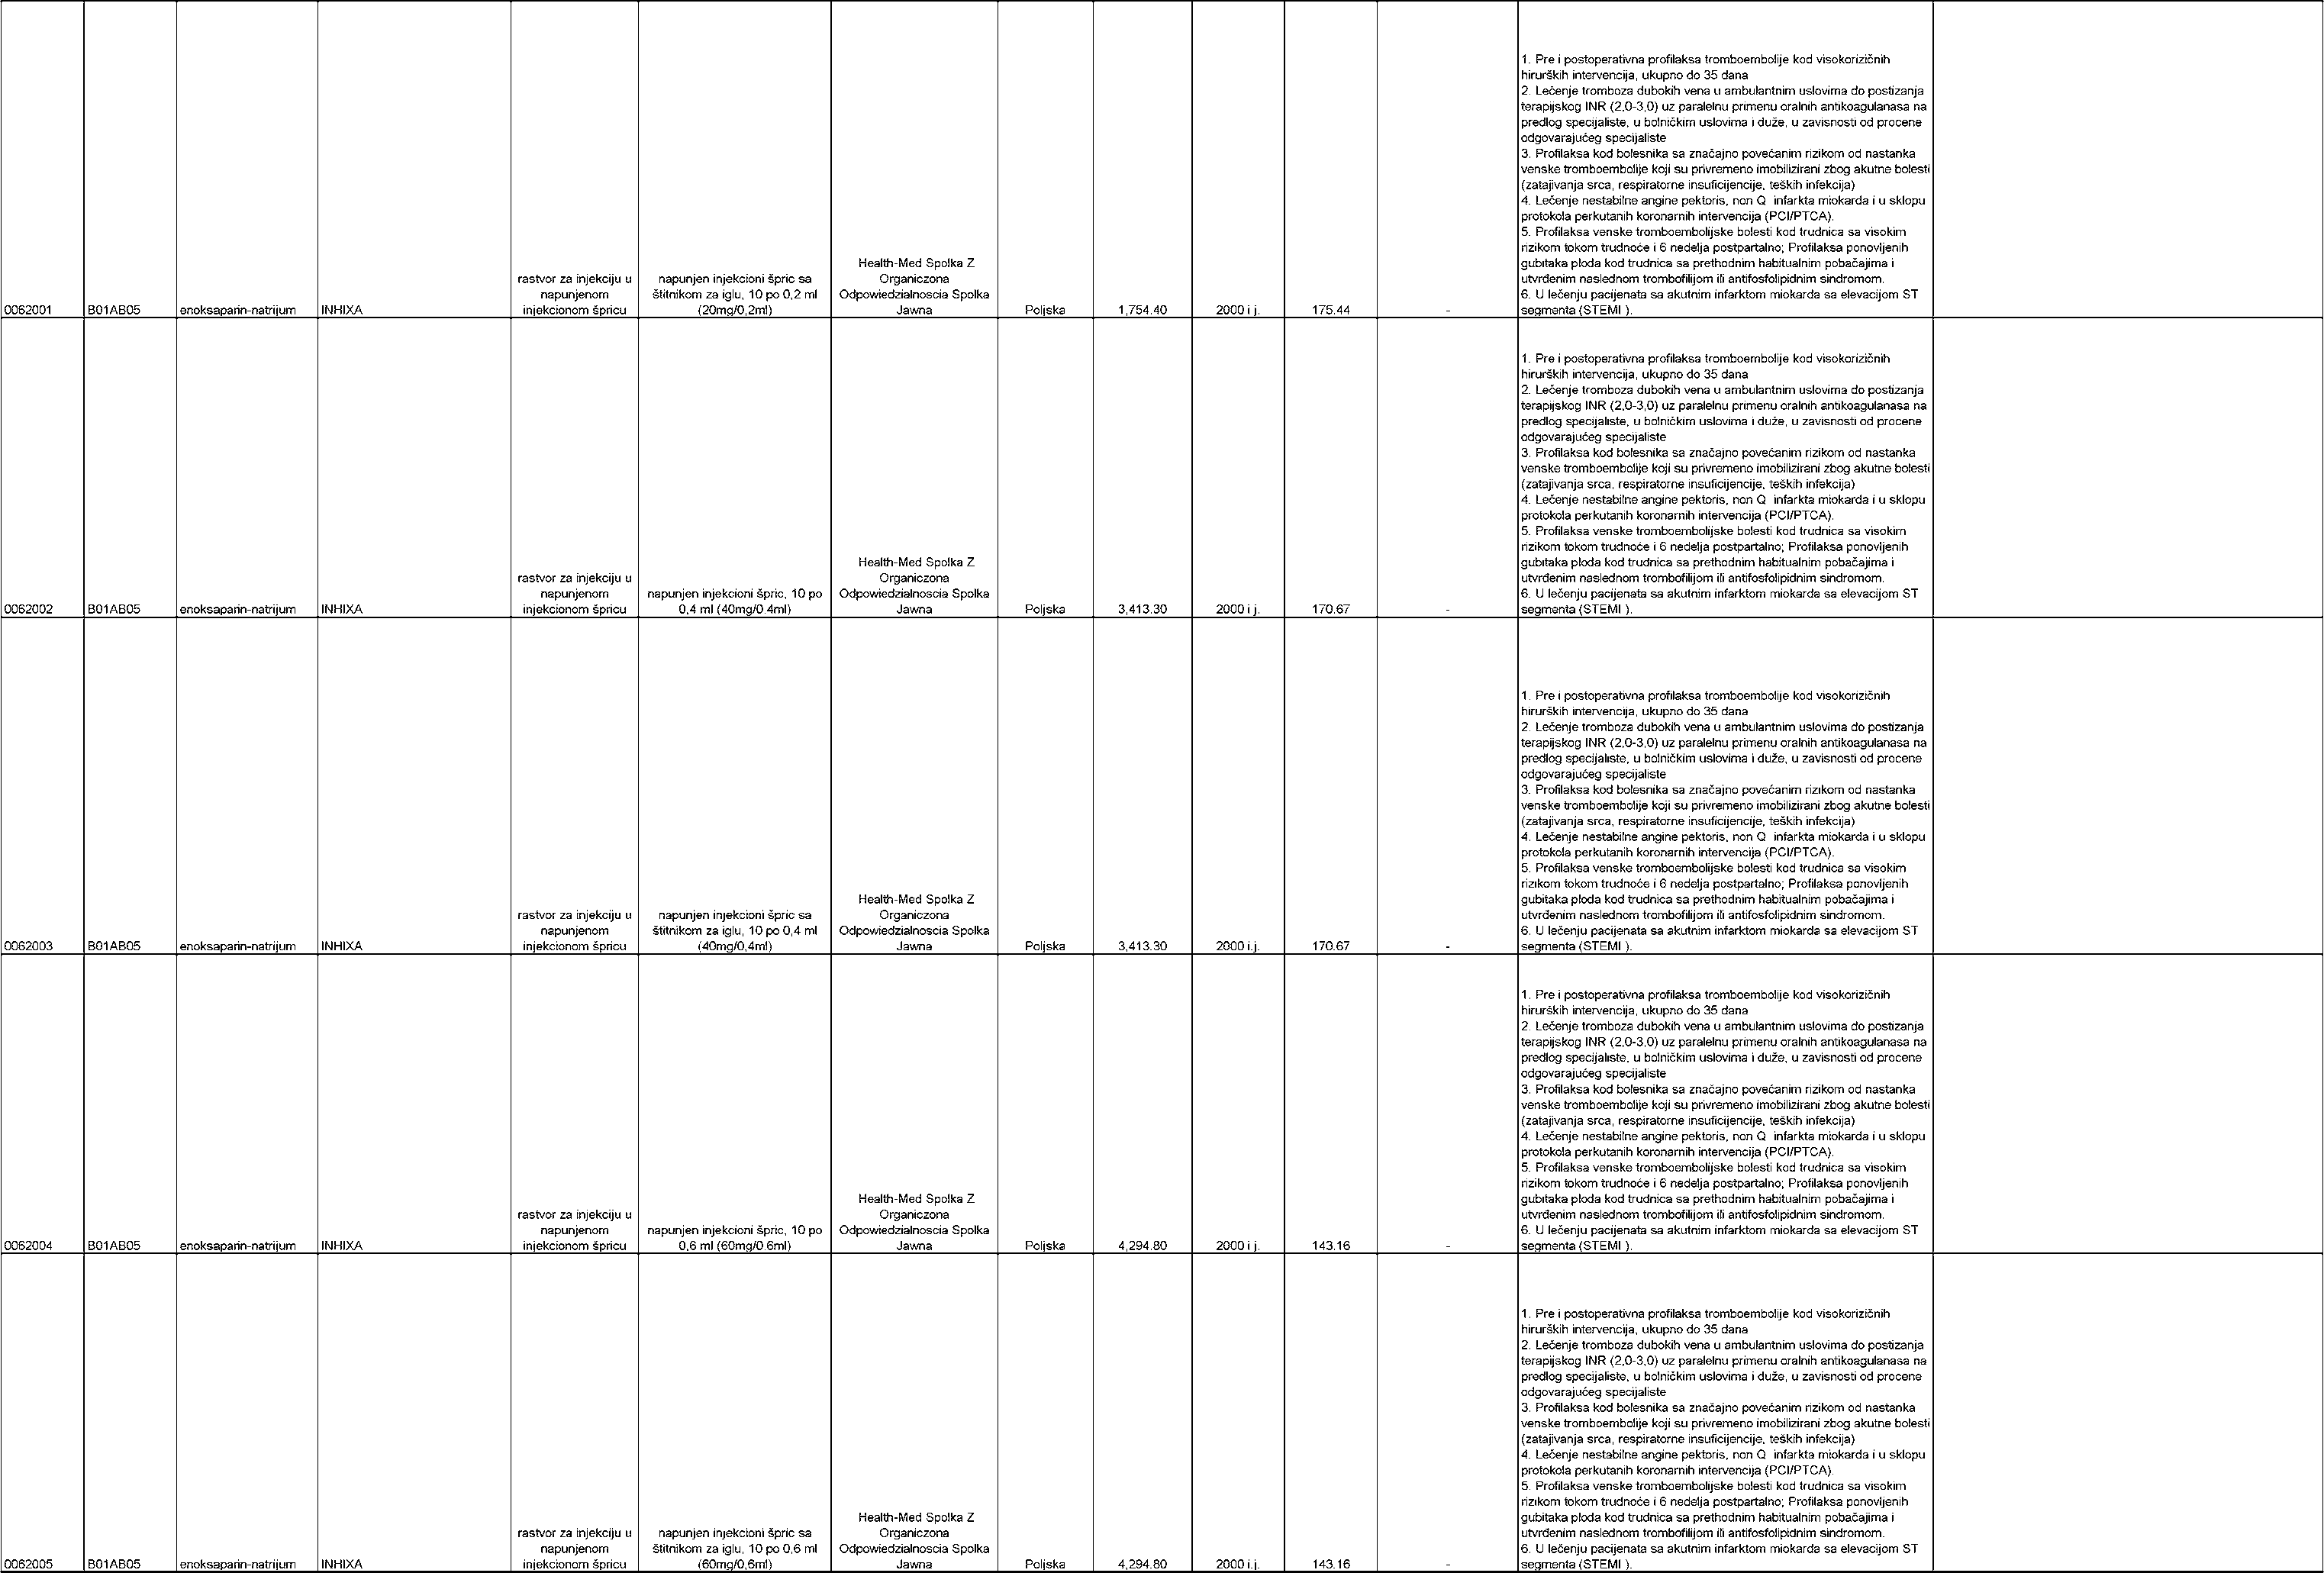 1. Pre i postoperativna profilaksa tromboembolije kod visokorizičnih
hirurških intervencija, ukupno do 35 dana
2. Lečenje tromboza dubokih vena u ambulantnim uslovima do postizanja
terapijskog INR (2,0-3,0) uz paralelnu primenu oralnih antikoagulanasa na
predlog specijaliste, u bolničkim uslovima i duže, u zavisnosti od procene
odgovarajućeg specijaliste
3. Profilaksa kod bolesnika sa značajno povećanim rizikom od nastanka
venske tromboembolije koji su privremeno imobilizirani zbog akutne bolesti
(zatajivanja srca, respiratorne insuficijencije, teških infekcija)
4. Lečenje nestabilne angine pektoris, non Q infarkta miokarda i u sklopu
protokola perkutanih koronarnih intervencija (PCI/PTCA).
5. Profilaksa venske tromboembolijske bolesti kod trudnica sa visokim
rizikom tokom trudnoće i 6 nedelja postpartalno; Profilaksa ponovljenih
gubitaka ploda kod trudnica sa prethodnim habitualnim pobačajima i
utvrđenim naslednom trombofilijom ili antifosfolipidnim sindromom.
6. U lečenju pacijenata sa akutnim infarktom miokarda sa elevacijom ST
segmenta (STEMI ).
rastvor za injekciju u
napunjenom
injekcionom špricu
napunjen injekcioni špric sa
štitnikom za iglu, 10 po 0,2 ml
(20mg/0,2ml)
Health-Med Spolka Z
Organiczona
Odpowiedzialnoscia Spolka
Jawna
0062001 B01AB05 enoksaparin-natrijum INHIXA Poljska 1,754.40 2000 i.j. 175.44 -
1. Pre i postoperativna profilaksa tromboembolije kod visokorizičnih
hirurških intervencija, ukupno do 35 dana
2. Lečenje tromboza dubokih vena u ambulantnim uslovima do postizanja
terapijskog INR (2,0-3,0) uz paralelnu primenu oralnih antikoagulanasa na
predlog specijaliste, u bolničkim uslovima i duže, u zavisnosti od procene
odgovarajućeg specijaliste
3. Profilaksa kod bolesnika sa značajno povećanim rizikom od nastanka
venske tromboembolije koji su privremeno imobilizirani zbog akutne bolesti
(zatajivanja srca, respiratorne insuficijencije, teških infekcija)
4. Lečenje nestabilne angine pektoris, non Q infarkta miokarda i u sklopu
protokola perkutanih koronarnih intervencija (PCI/PTCA).
5. Profilaksa venske tromboembolijske bolesti kod trudnica sa visokim
rizikom tokom trudnoće i 6 nedelja postpartalno; Profilaksa ponovljenih
gubitaka ploda kod trudnica sa prethodnim habitualnim pobačajima i
utvrđenim naslednom trombofilijom ili antifosfolipidnim sindromom.
6. U lečenju pacijenata sa akutnim infarktom miokarda sa elevacijom ST
segmenta (STEMI ).
rastvor za injekciju u
napunjenom
injekcionom špricu
napunjen injekcioni špric, 10 po
0,4 ml (40mg/0.4ml)
Health-Med Spolka Z
Organiczona
Odpowiedzialnoscia Spolka
Jawna
0062002 B01AB05 enoksaparin-natrijum INHIXA Poljska 3,413.30 2000 i.j. 170.67 -
1. Pre i postoperativna profilaksa tromboembolije kod visokorizičnih
hirurških intervencija, ukupno do 35 dana
2. Lečenje tromboza dubokih vena u ambulantnim uslovima do postizanja
terapijskog INR (2,0-3,0) uz paralelnu primenu oralnih antikoagulanasa na
predlog specijaliste, u bolničkim uslovima i duže, u zavisnosti od procene
odgovarajućeg specijaliste
3. Profilaksa kod bolesnika sa značajno povećanim rizikom od nastanka
venske tromboembolije koji su privremeno imobilizirani zbog akutne bolesti
(zatajivanja srca, respiratorne insuficijencije, teških infekcija)
4. Lečenje nestabilne angine pektoris, non Q infarkta miokarda i u sklopu
protokola perkutanih koronarnih intervencija (PCI/PTCA).
5. Profilaksa venske tromboembolijske bolesti kod trudnica sa visokim
rizikom tokom trudnoće i 6 nedelja postpartalno; Profilaksa ponovljenih
gubitaka ploda kod trudnica sa prethodnim habitualnim pobačajima i
utvrđenim naslednom trombofilijom ili antifosfolipidnim sindromom.
6. U lečenju pacijenata sa akutnim infarktom miokarda sa elevacijom ST
segmenta (STEMI ).
rastvor za injekciju u
napunjenom
injekcionom špricu
napunjen injekcioni špric sa
štitnikom za iglu, 10 po 0,4 ml
(40mg/0,4ml)
Health-Med Spolka Z
Organiczona
Odpowiedzialnoscia Spolka
Jawna
0062003 B01AB05 enoksaparin-natrijum INHIXA Poljska 3,413.30 2000 i.j. 170.67 -
1. Pre i postoperativna profilaksa tromboembolije kod visokorizičnih
hirurških intervencija, ukupno do 35 dana
2. Lečenje tromboza dubokih vena u ambulantnim uslovima do postizanja
terapijskog INR (2,0-3,0) uz paralelnu primenu oralnih antikoagulanasa na
predlog specijaliste, u bolničkim uslovima i duže, u zavisnosti od procene
odgovarajućeg specijaliste
3. Profilaksa kod bolesnika sa značajno povećanim rizikom od nastanka
venske tromboembolije koji su privremeno imobilizirani zbog akutne bolesti
(zatajivanja srca, respiratorne insuficijencije, teških infekcija)
4. Lečenje nestabilne angine pektoris, non Q infarkta miokarda i u sklopu
protokola perkutanih koronarnih intervencija (PCI/PTCA).
5. Profilaksa venske tromboembolijske bolesti kod trudnica sa visokim
rizikom tokom trudnoće i 6 nedelja postpartalno; Profilaksa ponovljenih
gubitaka ploda kod trudnica sa prethodnim habitualnim pobačajima i
utvrđenim naslednom trombofilijom ili antifosfolipidnim sindromom.
6. U lečenju pacijenata sa akutnim infarktom miokarda sa elevacijom ST
segmenta (STEMI ).
rastvor za injekciju u
napunjenom
injekcionom špricu
napunjen injekcioni špric, 10 po
0,6 ml (60mg/0.6ml)
Health-Med Spolka Z
Organiczona
Odpowiedzialnoscia Spolka
Jawna
0062004 B01AB05 enoksaparin-natrijum INHIXA Poljska 4,294.80 2000 i.j. 143.16 -
1. Pre i postoperativna profilaksa tromboembolije kod visokorizičnih
hirurških intervencija, ukupno do 35 dana
2. Lečenje tromboza dubokih vena u ambulantnim uslovima do postizanja
terapijskog INR (2,0-3,0) uz paralelnu primenu oralnih antikoagulanasa na
predlog specijaliste, u bolničkim uslovima i duže, u zavisnosti od procene
odgovarajućeg specijaliste
3. Profilaksa kod bolesnika sa značajno povećanim rizikom od nastanka
venske tromboembolije koji su privremeno imobilizirani zbog akutne bolesti
(zatajivanja srca, respiratorne insuficijencije, teških infekcija)
4. Lečenje nestabilne angine pektoris, non Q infarkta miokarda i u sklopu
protokola perkutanih koronarnih intervencija (PCI/PTCA).
5. Profilaksa venske tromboembolijske bolesti kod trudnica sa visokim
rizikom tokom trudnoće i 6 nedelja postpartalno; Profilaksa ponovljenih
gubitaka ploda kod trudnica sa prethodnim habitualnim pobačajima i
utvrđenim naslednom trombofilijom ili antifosfolipidnim sindromom.
6. U lečenju pacijenata sa akutnim infarktom miokarda sa elevacijom ST
segmenta (STEMI ).
rastvor za injekciju u
napunjenom
injekcionom špricu
napunjen injekcioni špric sa
štitnikom za iglu, 10 po 0,6 ml
(60mg/0,6ml)
Health-Med Spolka Z
Organiczona
Odpowiedzialnoscia Spolka
Jawna
0062005 B01AB05 enoksaparin-natrijum INHIXA Poljska 4,294.80 2000 i.j. 143.16 -